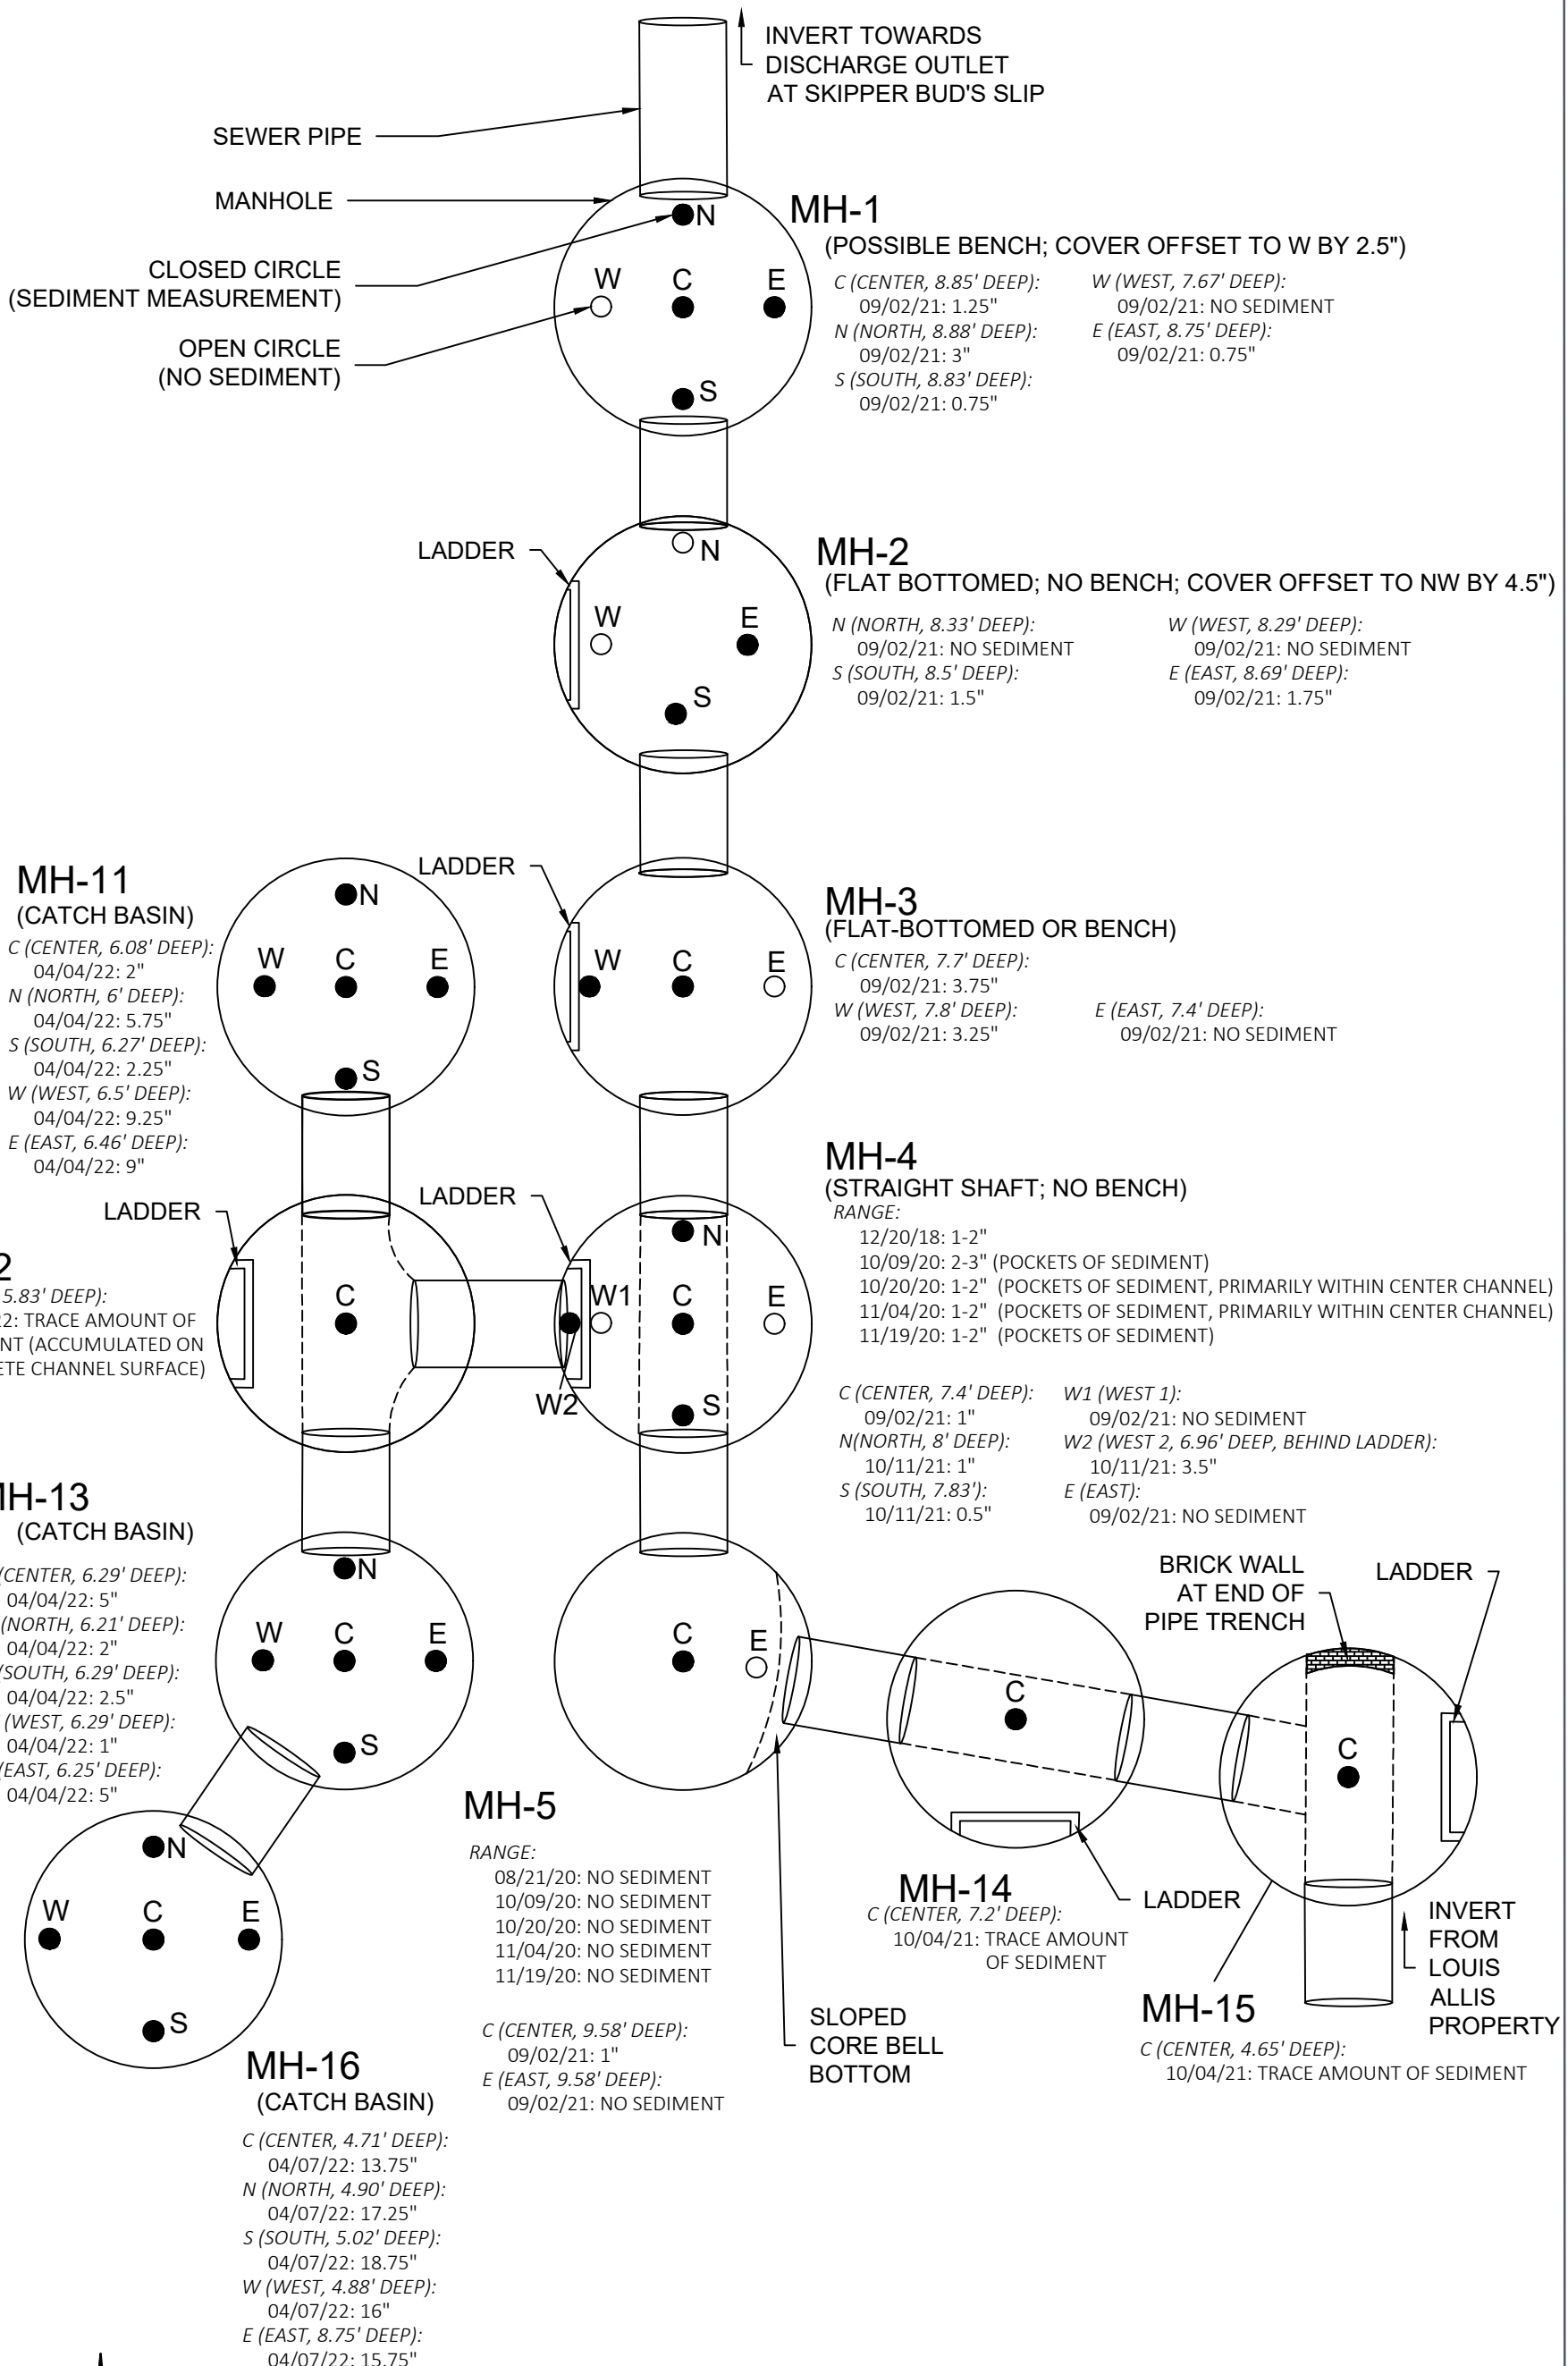 INVERT TOWARDS
DISCHARGE OUTLET
AT SKIPPER BUD'S SLIP
SEWER PIPE
MANHOLE
CLOSED CIRCLE
(SEDIMENT MEASUREMENT)
OPEN CIRCLE
(NO SEDIMENT)
N
W C E
S
MH-1
(POSSIBLE BENCH; COVER OFFSET TO W BY 2.5")
C (CENTER, 8.85' DEEP):
09/02/21: 1.25"
N (NORTH, 8.88' DEEP):
09/02/21: 3"
S (SOUTH, 8.83' DEEP):
09/02/21: 0.75"
W (WEST, 7.67' DEEP):
09/02/21: NO SEDIMENT
E (EAST, 8.75' DEEP):
09/02/21: 0.75"
LADDER
N
W E
S
MH-2
(FLAT BOTTOMED; NO BENCH; COVER OFFSET TO NW BY 4.5")
N (NORTH, 8.33' DEEP):
09/02/21: NO SEDIMENT
S (SOUTH, 8.5' DEEP):
09/02/21: 1.5"
W (WEST, 8.29' DEEP):
09/02/21: NO SEDIMENT
E (EAST, 8.69' DEEP):
09/02/21: 1.75"
MH-11
(CATCH BASIN)
C (CENTER, 6.08' DEEP):
04/04/22: 2"
N (NORTH, 6' DEEP):
04/04/22: 5.75"
S (SOUTH, 6.27' DEEP):
04/04/22: 2.25"
W (WEST, 6.5' DEEP):
04/04/22: 9.25"
E (EAST, 6.46' DEEP):
04/04/22: 9"
N
W C E
S
LADDER
W C E
MH-3
(FLAT-BOTTOMED OR BENCH)
C (CENTER, 7.7' DEEP):
09/02/21: 3.75"
W (WEST, 7.8' DEEP):
09/02/21: 3.25"
E (EAST, 7.4' DEEP):
09/02/21: NO SEDIMENT
LADDER
2
5.83' DEEP):
22: TRACE AMOUNT OF
NT (ACCUMULATED ON
ETE CHANNEL SURFACE)
C
LADDER
N
W1 C E
W2
S
MH-4
(STRAIGHT SHAFT; NO BENCH)
RANGE:
12/20/18: 1-2"
10/09/20: 2-3" (POCKETS OF SEDIMENT)
10/20/20: 1-2" (POCKETS OF SEDIMENT, PRIMARILY WITHIN CENTER CHANNEL)
11/04/20: 1-2" (POCKETS OF SEDIMENT, PRIMARILY WITHIN CENTER CHANNEL)
11/19/20: 1-2" (POCKETS OF SEDIMENT)
C (CENTER, 7.4' DEEP):
09/02/21: 1"
N(NORTH, 8' DEEP):
10/11/21: 1"
S (SOUTH, 7.83'):
10/11/21: 0.5"
W1 (WEST 1):
09/02/21: NO SEDIMENT
W2 (WEST 2, 6.96' DEEP, BEHIND LADDER):
10/11/21: 3.5"
E (EAST):
09/02/21: NO SEDIMENT
MH-13
(CATCH BASIN)
(CENTER, 6.29' DEEP):
04/04/22: 5"
(NORTH, 6.21' DEEP):
04/04/22: 2"
(SOUTH, 6.29' DEEP):
04/04/22: 2.5"
(WEST, 6.29' DEEP):
04/04/22: 1"
(EAST, 6.25' DEEP):
04/04/22: 5"
N
W C E
S
C E
MH-5
RANGE:
08/21/20: NO SEDIMENT
10/09/20: NO SEDIMENT
10/20/20: NO SEDIMENT
11/04/20: NO SEDIMENT
11/19/20: NO SEDIMENT
C (CENTER, 9.58' DEEP):
09/02/21: 1"
E (EAST, 9.58' DEEP):
09/02/21: NO SEDIMENT
SLOPED
CORE BELL
BOTTOM
C
MH-14
C (CENTER, 7.2' DEEP):
10/04/21: TRACE AMOUNT
OF SEDIMENT
LADDER
BRICK WALL
AT END OF
PIPE TRENCH
LADDER
C
MH-15
C (CENTER, 4.65' DEEP):
10/04/21: TRACE AMOUNT OF SEDIMENT
INVERT
FROM
LOUIS
ALLIS
PROPERTY
N
W C E
S
MH-16
(CATCH BASIN)
C (CENTER, 4.71' DEEP):
04/07/22: 13.75"
N (NORTH, 4.90' DEEP):
04/07/22: 17.25"
S (SOUTH, 5.02' DEEP):
04/07/22: 18.75"
W (WEST, 4.88' DEEP):
04/07/22: 16"
E (EAST, 8.75' DEEP):
04/07/22: 15.75"